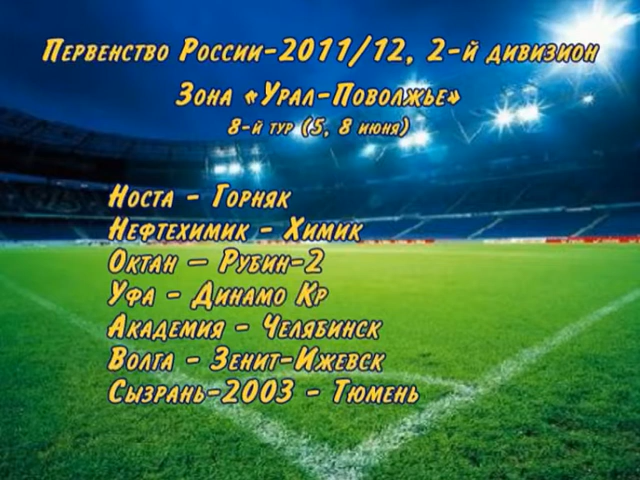 Первенство России-2011/12, 2-й дивизион
Зона «Урал-Поволжье»
8-й тур (5, 8 июня)
Носта - Горняк
Нефтехимик - Химик
Октан – Рубин-2
Уфа - Динамо Кр
Академия - Челябинск
Волга - Зенит-Ижевск
Сызрань-2003 - Тюмень